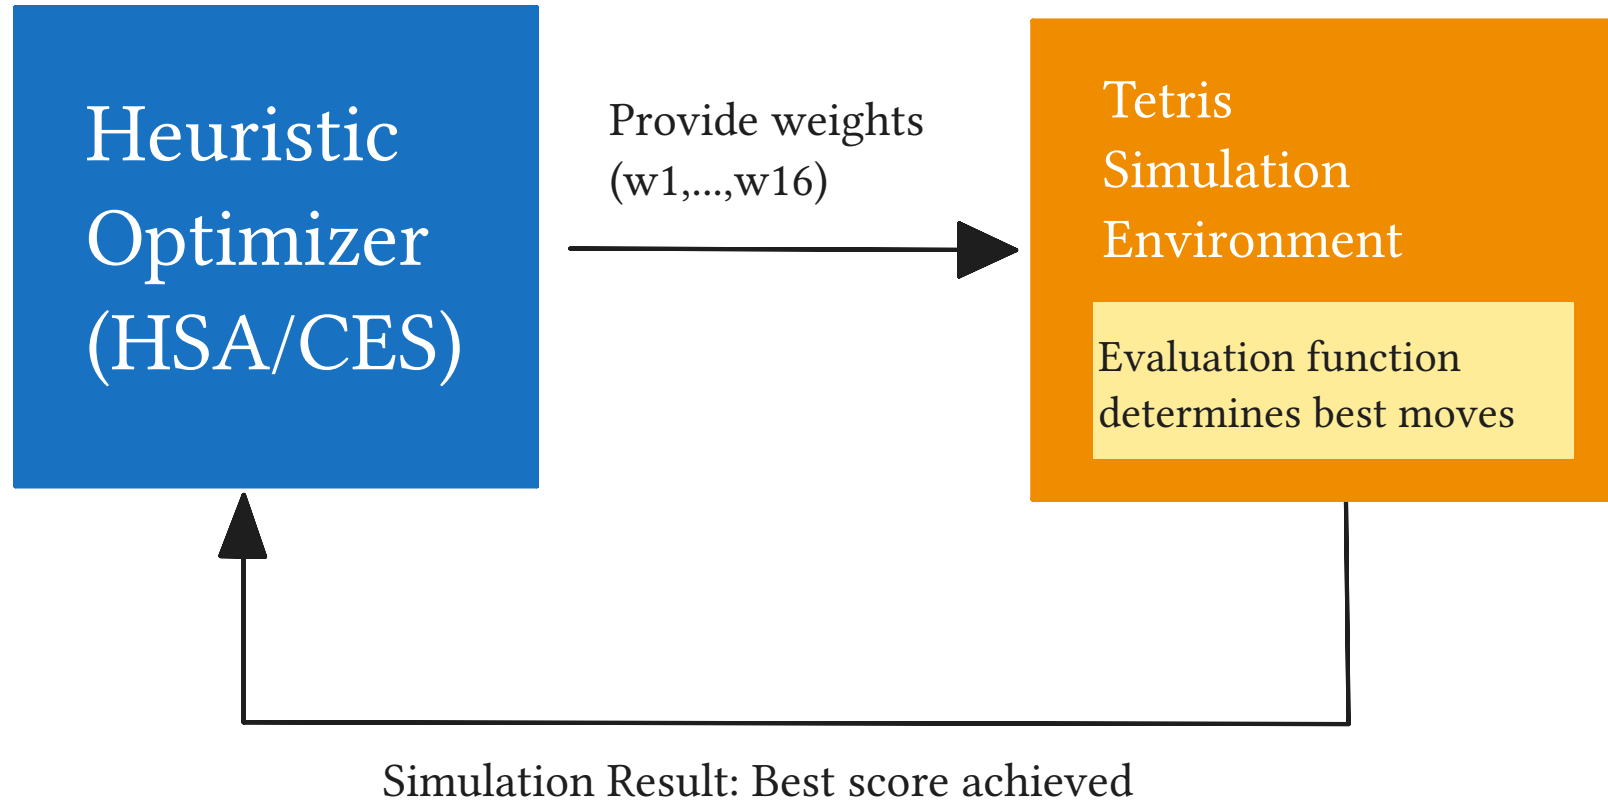 Heuristic
Optimizer
(HSA/CES)
Provide weights
(w1,...,w16)
Tetris
Simulation
Environment
Evaluation function
determines best moves
Simulation Result: Best score achieved